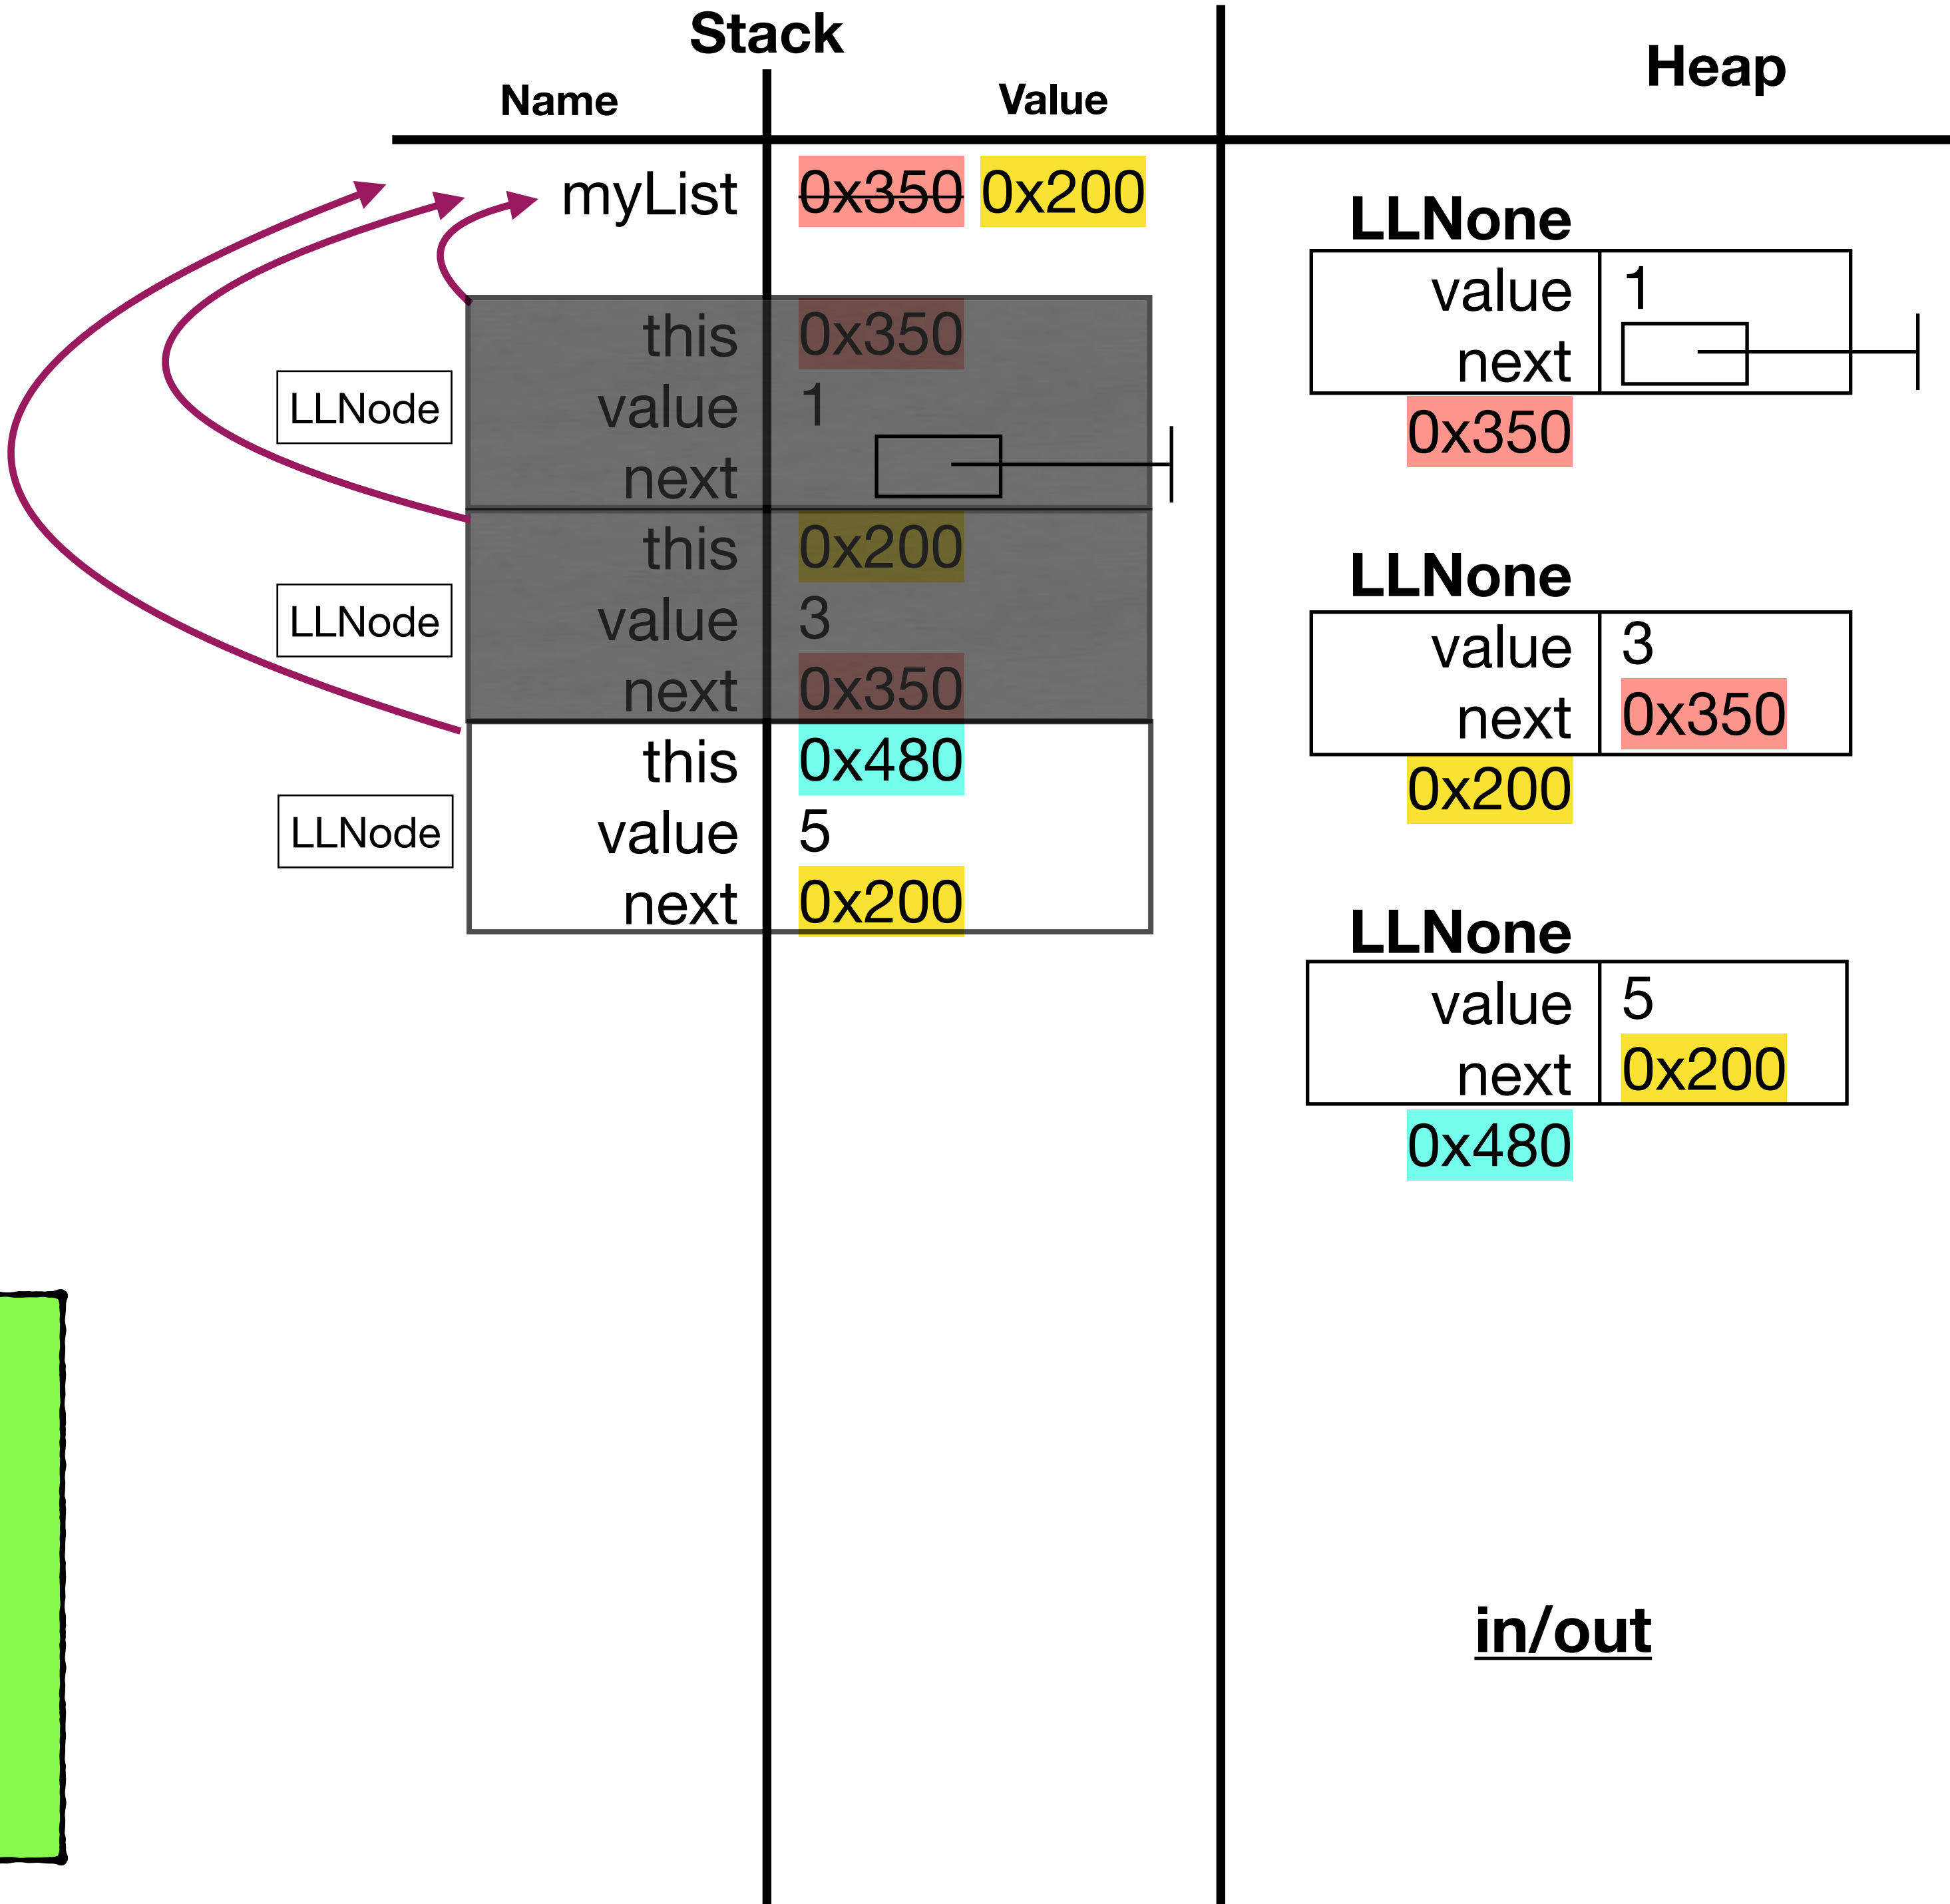 Stack
Heap
Name Value
myList 0x350 0x200
this 0x350
LLNode value 1
next
this 0x200
LLNode value 3
next 0x350
this 0x480
LLNode value 5
next 0x200
LLNone
value 1
next
0x350
LLNone
value 3
next 0x350
0x200
LLNone
value 5
next 0x200
0x480
in/out